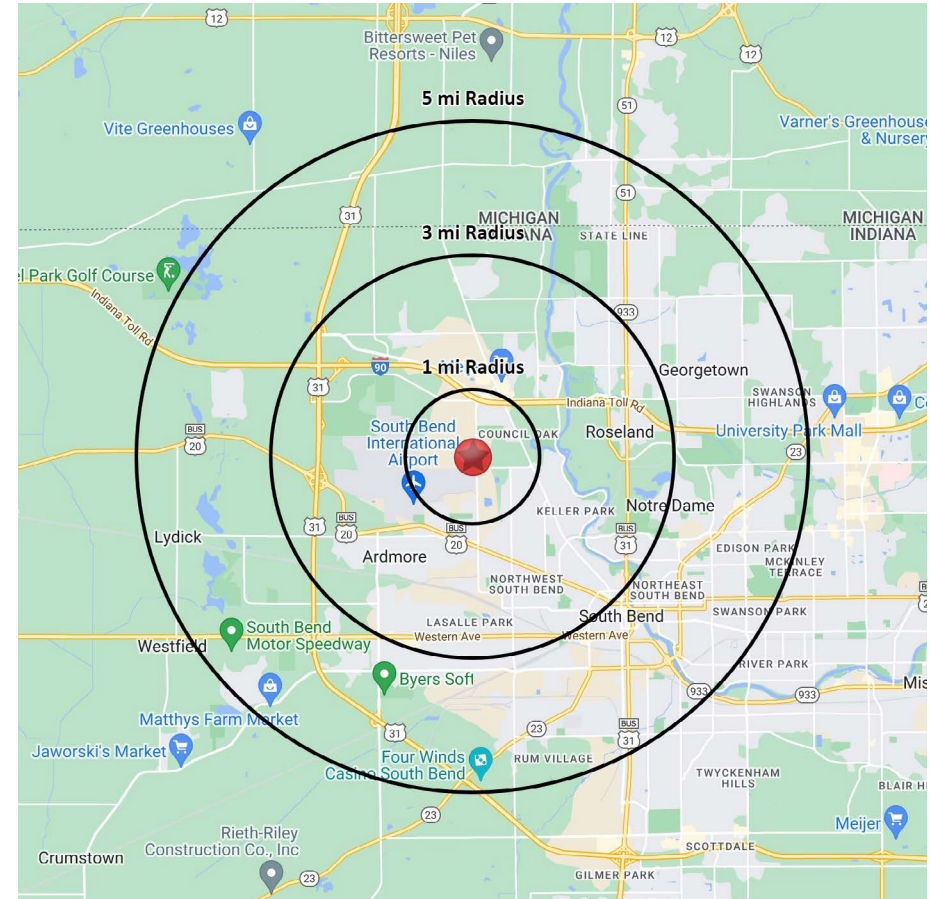 12
Bittersweet Pet
Resorts - Niles
12
12
5 mi Radius
51
Vite Greenhouses
Varner's Greenhouse
& Nursery
51
31
MICHIGAN
MICHIGAN
INDIANA
3 mi Radius
ANA
STATE LINE
el Park Golf Course
Indiana Toll Rd
933
90
1 mi Radius
Georgetown
31
SWANSON
HIGHLANDS
Indiana Toll Rd
South Bend
International
Airport
COUNCIL OAK
Roseland
University Park Mall
BUS
20
23
KELLER PARK
Notre Dame
31
BUS
20
BUS
20
BUS
31
Lydick
Ardmore
EDISON PARK
MCKINLEY
TERRACE
NORTHWEST
SOUTH BEND
NORTHEAST
SOUTH BEND
SWANSON PARK
LASALLE PARK
South Bend
Western Ave
Western Ave
South Bend
Motor Speedway
Westfield
RIVER PARK
Byers Soft
933
933
Mis
Matthys Farm Market
31
23
BUS
31
Jaworski's Market
Four Winds
Casino South Bend
RUM VILLAGE
TWYCKENHAM
HILLS
BLAIR H
23
Meijer
Rieth-Riley
Construction Co., Inc
SCOTTDALE
Crumstown
23
GILMER PARK